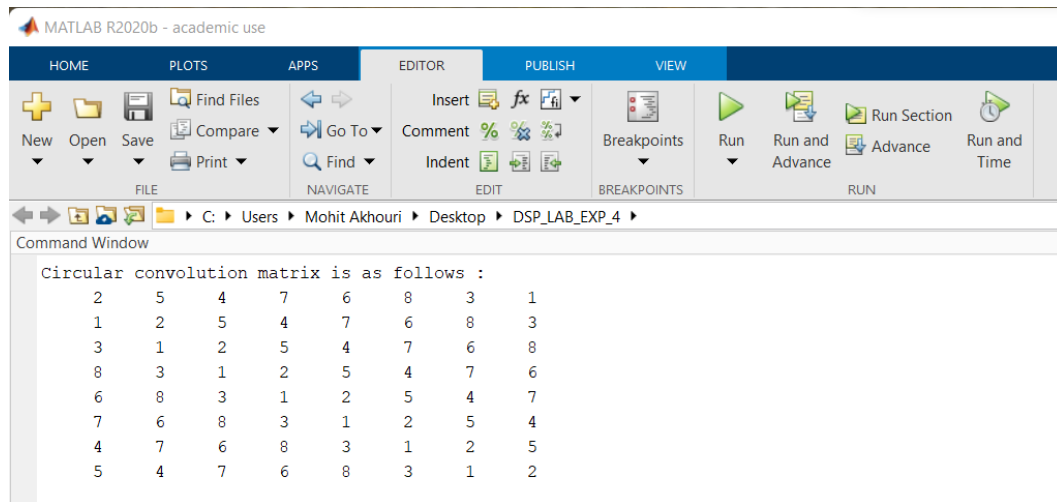 MATLAB R2020b - academic use
HOME PLOTS APPS EDITOR PUBLISH VIEW
New Open Save
Find Files
Compare
Print
FILE
Go To
Find
NAVIGATE
Insert fx fi
Comment %
Indent
EDIT
Breakpoints
BREAKPOINTS
Run
Run and Advance
Run Section
Advance
Run and Time
RUN
C: Users Mohit Akhouri Desktop DSP_LAB_EXP_4
Command Window
Circular convolution matrix is as follows :
2 5 4 7 6 8 3 1
1 2 5 4 7 6 8 3
3 1 2 5 4 7 6 8
8 3 1 2 5 4 7 6
6 8 3 1 2 5 4 7
7 6 8 3 1 2 5 4
4 7 6 8 3 1 2 5
5 4 7 6 8 3 1 2